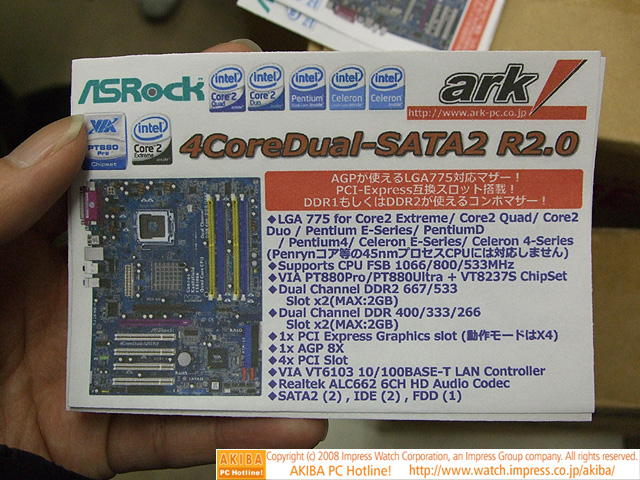 ASRock
intel Core 2 Quad
intel Core 2 Duo
intel Pentium
intel Celeron
intel Celeron
ark
http://www.ark-pc.co.jp
VIA PT880 Pro Chipset
intel Core 2 Extreme
4CoreDual-SATA2 R2.0
AGPが使えるLGA775対応マザー！
PCI-Express互換スロット搭載！
DDR1もしくはDDR2が使えるコンボマザー！
◆LGA 775 for Core2 Extreme/ Core2 Quad/ Core2
Duo / Pentium E-Series/ PentiumD
/ Pentium4/ Celeron E-Series/ Celeron 4-Series
(Penrynコア等の45nmプロセスCPUには対応しません)
◆Supports CPU FSB 1066/800/533MHz
◆VIA PT880Pro/PT880Ultra + VT8237S ChipSet
◆Dual Channel DDR2 667/533
Slot x2(MAX:2GB)
◆Dual Channel DDR 400/333/266
Slot x2(MAX:2GB)
◆1x PCI Express Graphics slot (動作モードはX4)
◆1x AGP 8X
◆4x PCI Slot
◆VIA VT6103 10/100BASE-T LAN Controller
◆Realtek ALC662 6CH HD Audio Codec
◆SATA2 (2) , IDE (2) , FDD (1)
AKIBA PC Hotline!
Copyright (c) 2008 Impress Watch Corporation, an Impress Group company. All rights reserved.
AKIBA PC Hotline! http://www.watch.impress.co.jp/akiba/